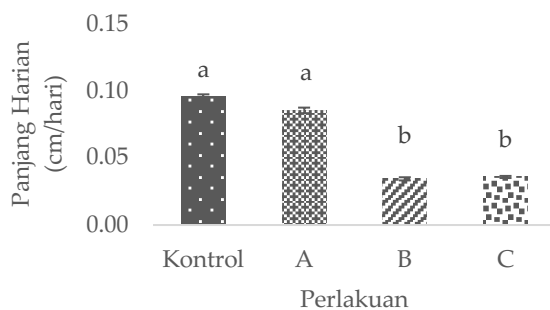 Panjang Harian
(cm/hari)
0.15
0.10
0.05
0.00
a
a
b
b
Kontrol
A
B
C
Perlakuan